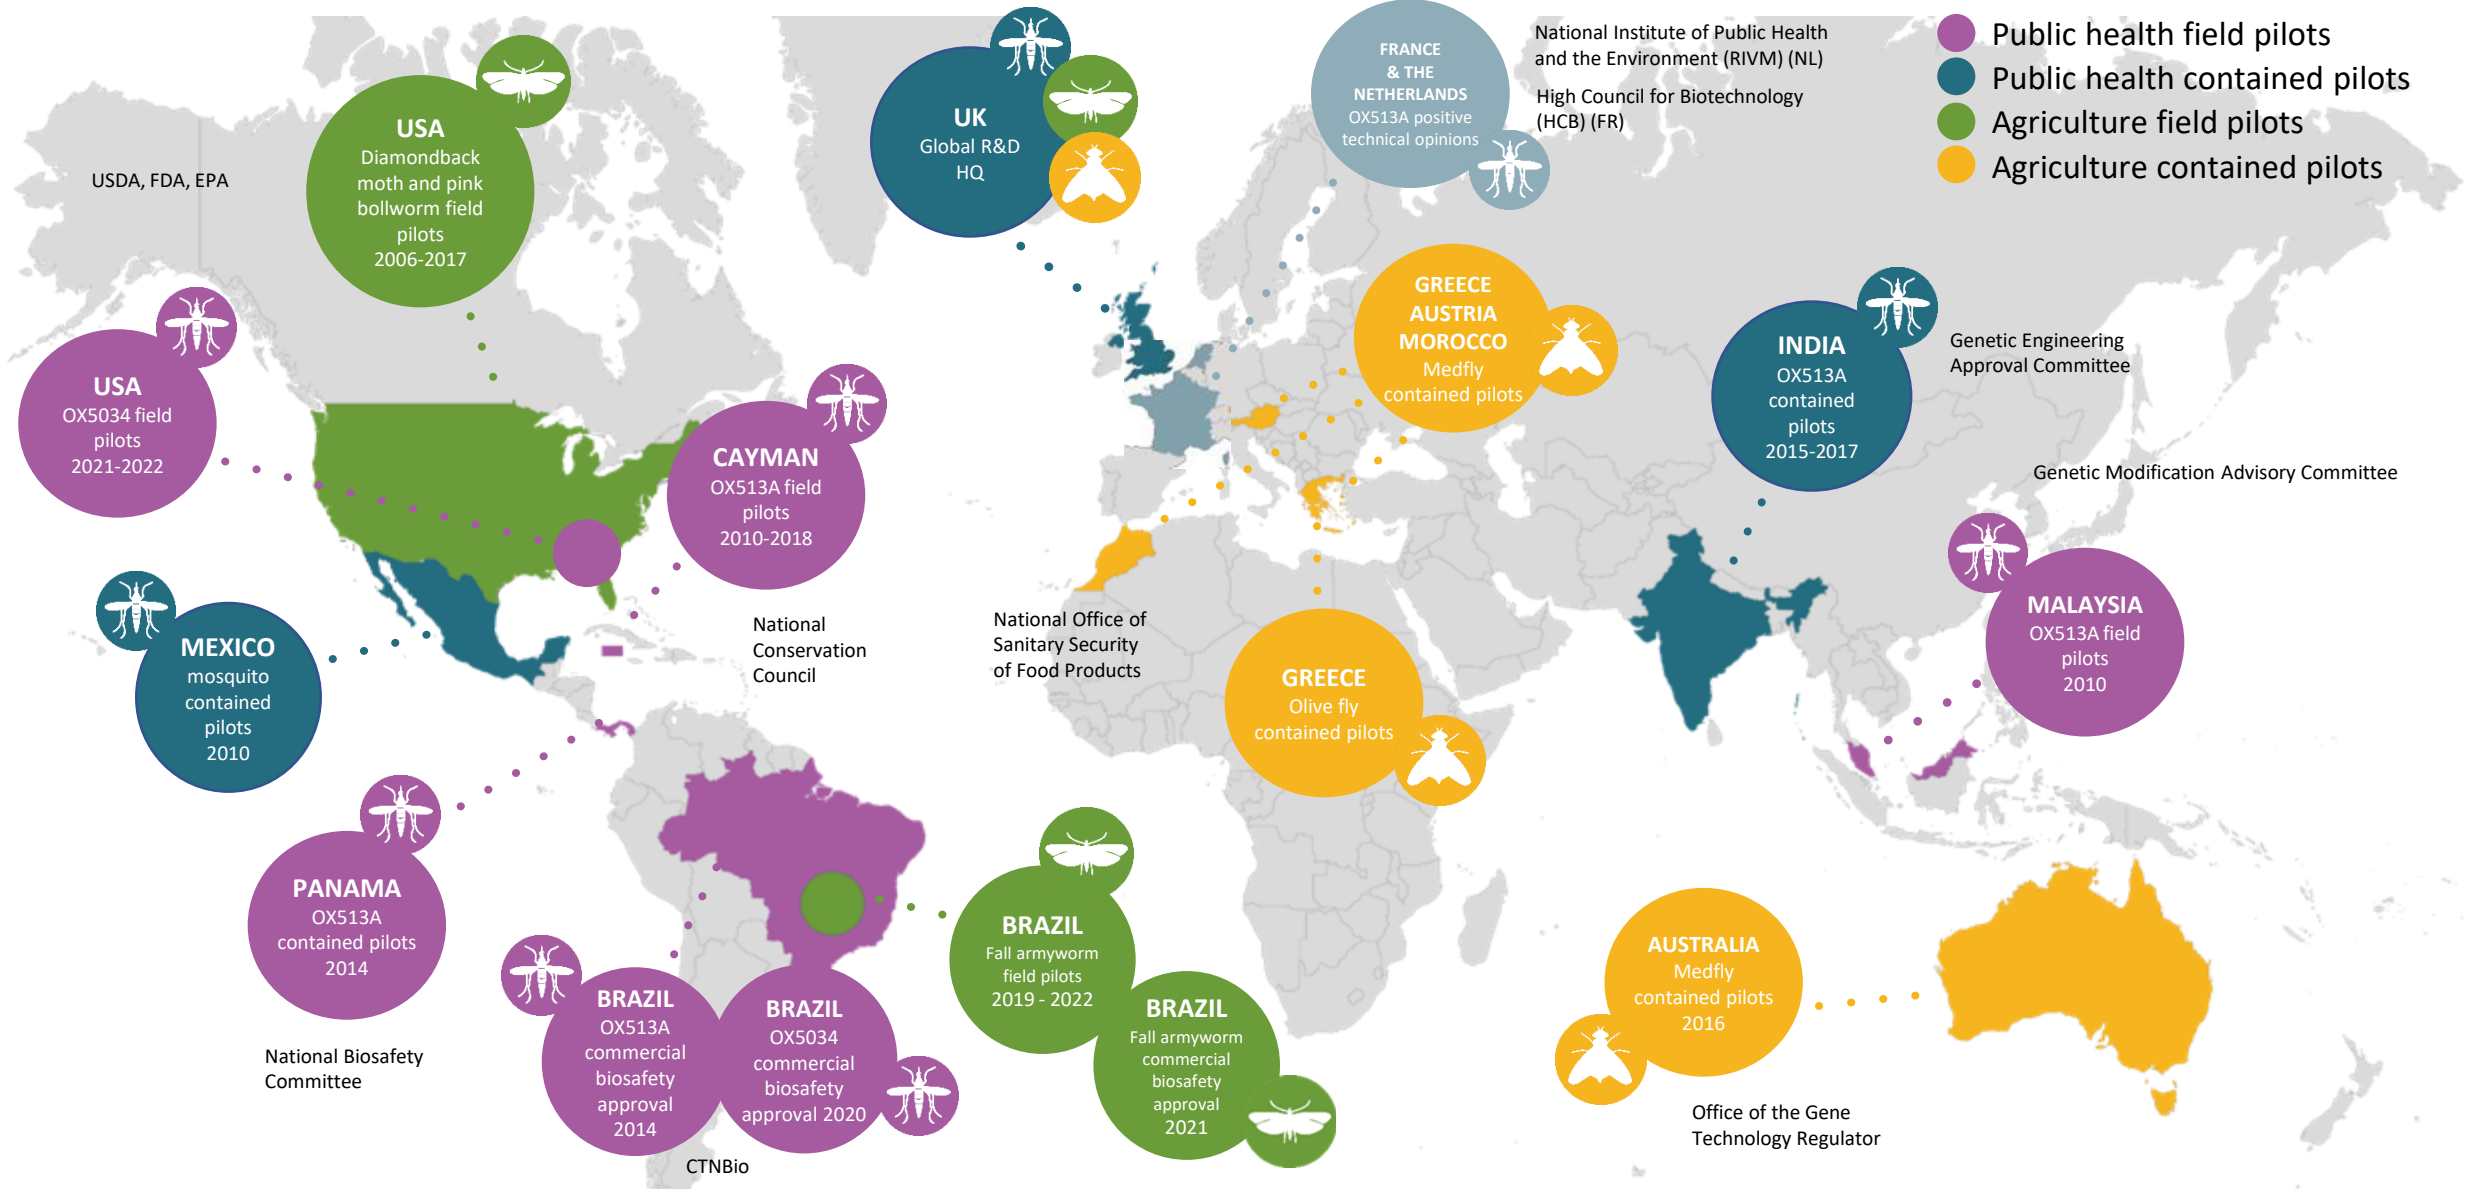 USA
Diamondback
moth and pink
bollworm field
pilots
2006-2017
USDA, FDA, EPA
UK
Global R&D
HQ
FRANCE
& THE
NETHERLANDS
OX513A positive
technical opinions
National Institute of Public Health
and the Environment (RIVM) (NL)
High Council for Biotechnology
(HCB) (FR)
Public health field pilots
Public health contained pilots
Agriculture field pilots
Agriculture contained pilots
USA
OX5034 field
pilots
2021-2022
CAYMAN
OX513A field
pilots
2010-2018
National
Conservation
Council
GREECE
AUSTRIA
MOROCCO
Medfly
contained pilots
INDIA
OX513A
contained
pilots
2015-2017
Genetic Engineering
Approval Committee
Genetic Modification Advisory Committee
MALAYSIA
OX513A field
pilots
2010
MEXICO
mosquito
contained
pilots
2010
National Office of
Sanitary Security
of Food Products
GREECE
Olive fly
contained pilots
PANAMA
OX513A
contained pilots
2014
National Biosafety
Committee
BRAZIL
OX513A
commercial
biosafety
approval
2014
BRAZIL
OX5034
commercial
biosafety
approval 2020
CTNBio
BRAZIL
Fall armyworm
field pilots
2019 - 2022
BRAZIL
Fall armyworm
commercial
biosafety
approval
2021
AUSTRALIA
Medfly
contained pilots
2016
Office of the Gene
Technology Regulator